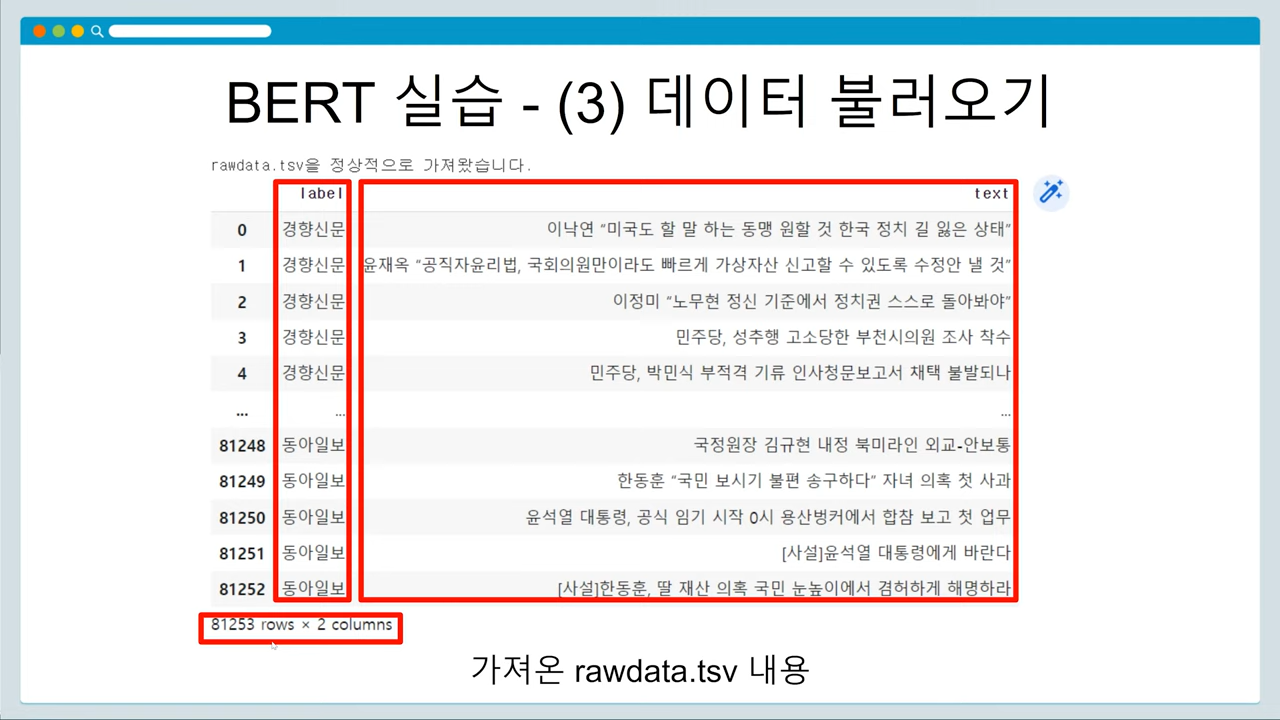 BERT 실습 - (3) 데이터 불러오기
rawdata.tsv을 정상적으로 가져왔습니다.
label text
0 경향신문 이낙연 “미국도 할 말 하는 동맹 원할 것 한국 정치 길 잃은 상태”
1 경향신문 윤재옥 “공직자윤리법, 국회의원만이라도 빠르게 가상자산 신고할 수 있도록 수정안 낼 것”
2 경향신문 이정미 “노무현 정신 기준에서 정치권 스스로 돌아봐야”
3 경향신문 민주당, 성추행 고소당한 부천시의원 조사 착수
4 경향신문 민주당, 박민식 부적격 기류 인사청문보고서 채택 불발되나
... ... ...
81248 동아일보 국정원장 김규현 내정 북미라인 외교-안보통
81249 동아일보 한동훈 “국민 보시기 불편 송구하다” 자녀 의혹 첫 사과
81250 동아일보 윤석열 대통령, 공식 임기 시작 0시 용산벙커에서 합참 보고 첫 업무
81251 동아일보 [사설]윤석열 대통령에게 바란다
81252 동아일보 [사설]한동훈, 딸 재산 의혹 국민 눈높이에서 겸허하게 해명하라
81253 rows × 2 columns
가져온 rawdata.tsv 내용